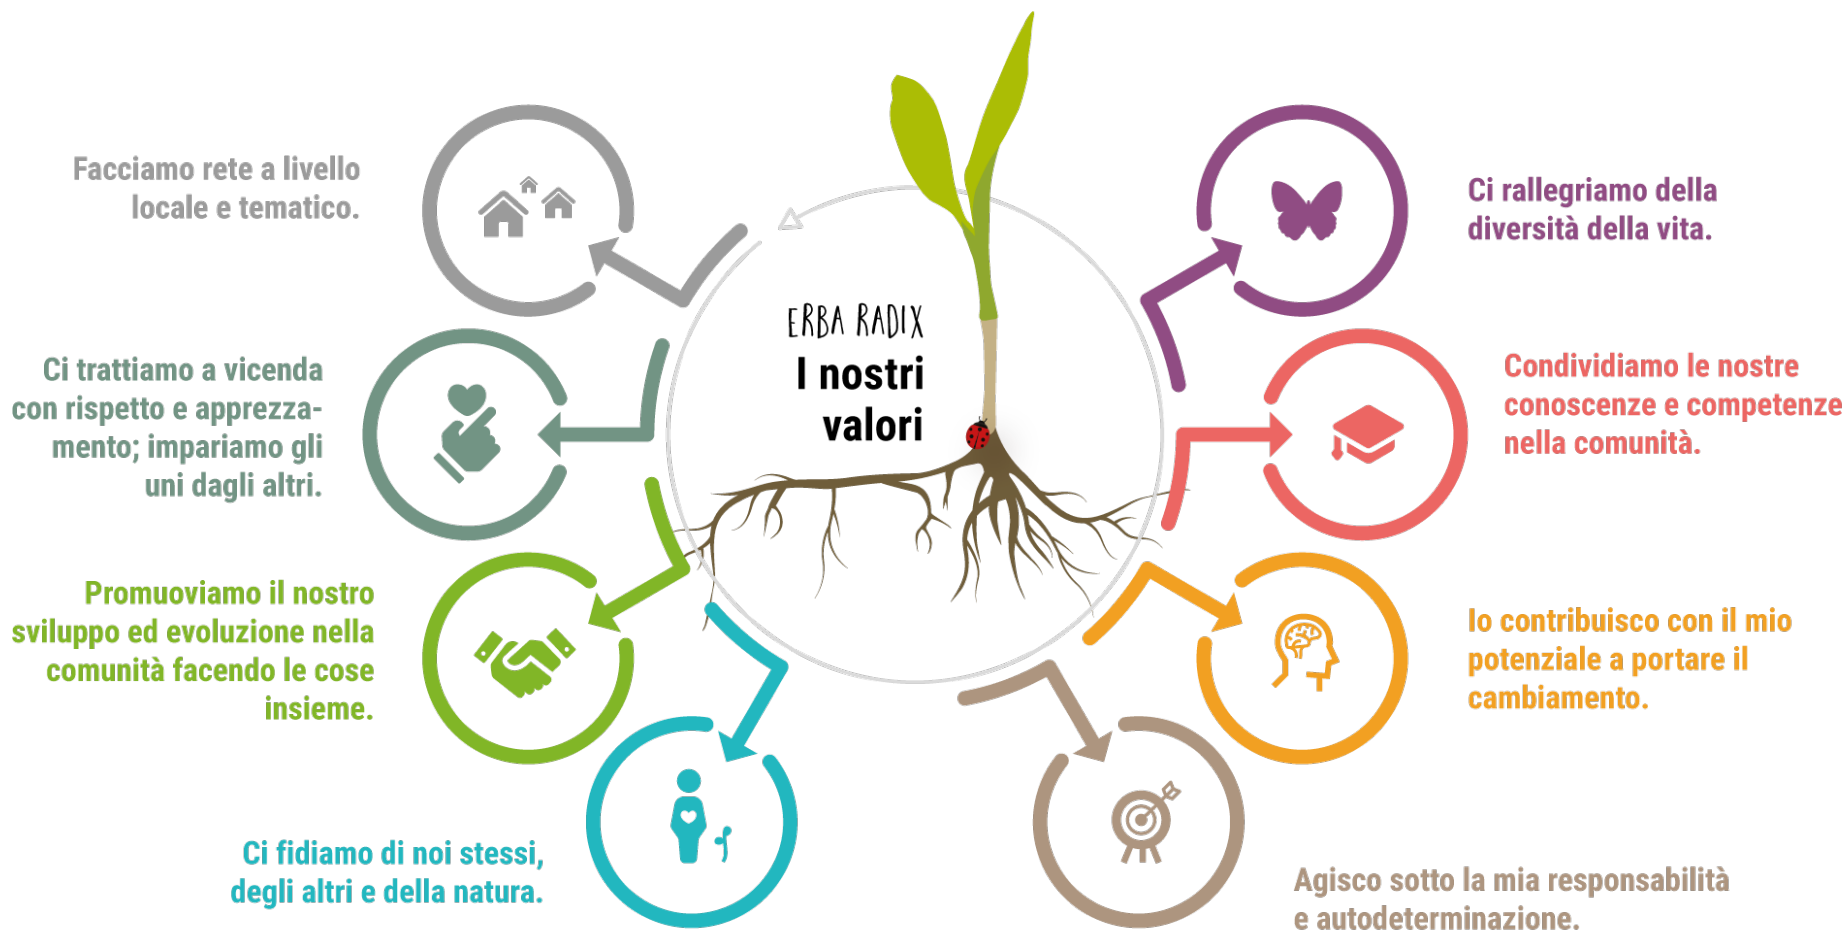 ERBA RADIX
I nostri
valori
Ci rallegriamo della
diversità della vita.
Condividiamo le nostre
conoscenze e competenze
nella comunità.
Io contribuisco con il mio
potenziale a portare il
cambiamento.
Agisco sotto la mia responsabilità
e autodeterminazione.
Ci fidiamo di noi stessi,
degli altri e della natura.
Promuoviamo il nostro
sviluppo ed evoluzione nella
comunità facendo le cose
insieme.
Ci trattiamo a vicenda
con rispetto e apprezza-
mento; impariamo gli
uni dagli altri.
Facciamo rete a livello
locale e tematico.